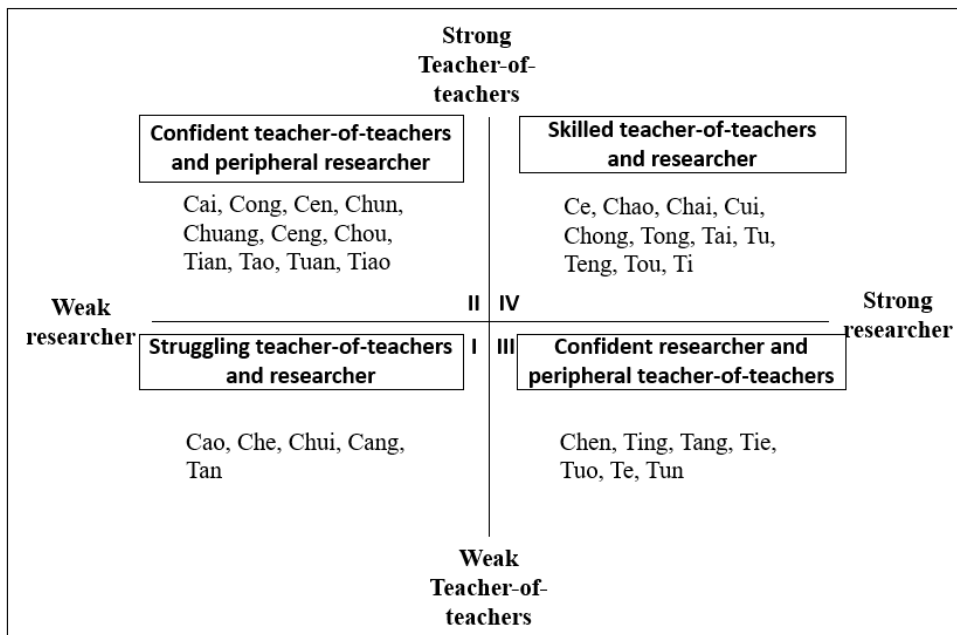 Strong
Teacher-of-
teachers
Confident teacher-of-teachers
and peripheral researcher
Skilled teacher-of-teachers
and researcher
Cai, Cong, Cen, Chun,
Chuang, Ceng, Chou,
Tian, Tao, Tuan, Tiao
Ce, Chao, Chai, Cui,
Chong, Tong, Tai, Tu,
Teng, Tou, Ti
Weak
researcher
II
IV
Strong
researcher
Struggling teacher-of-teachers
and researcher
I
III
Confident researcher and
peripheral teacher-of-teachers
Cao, Che, Chui, Cang,
Tan
Chen, Ting, Tang, Tie,
Tuo, Te, Tun
Weak
Teacher-of-
teachers